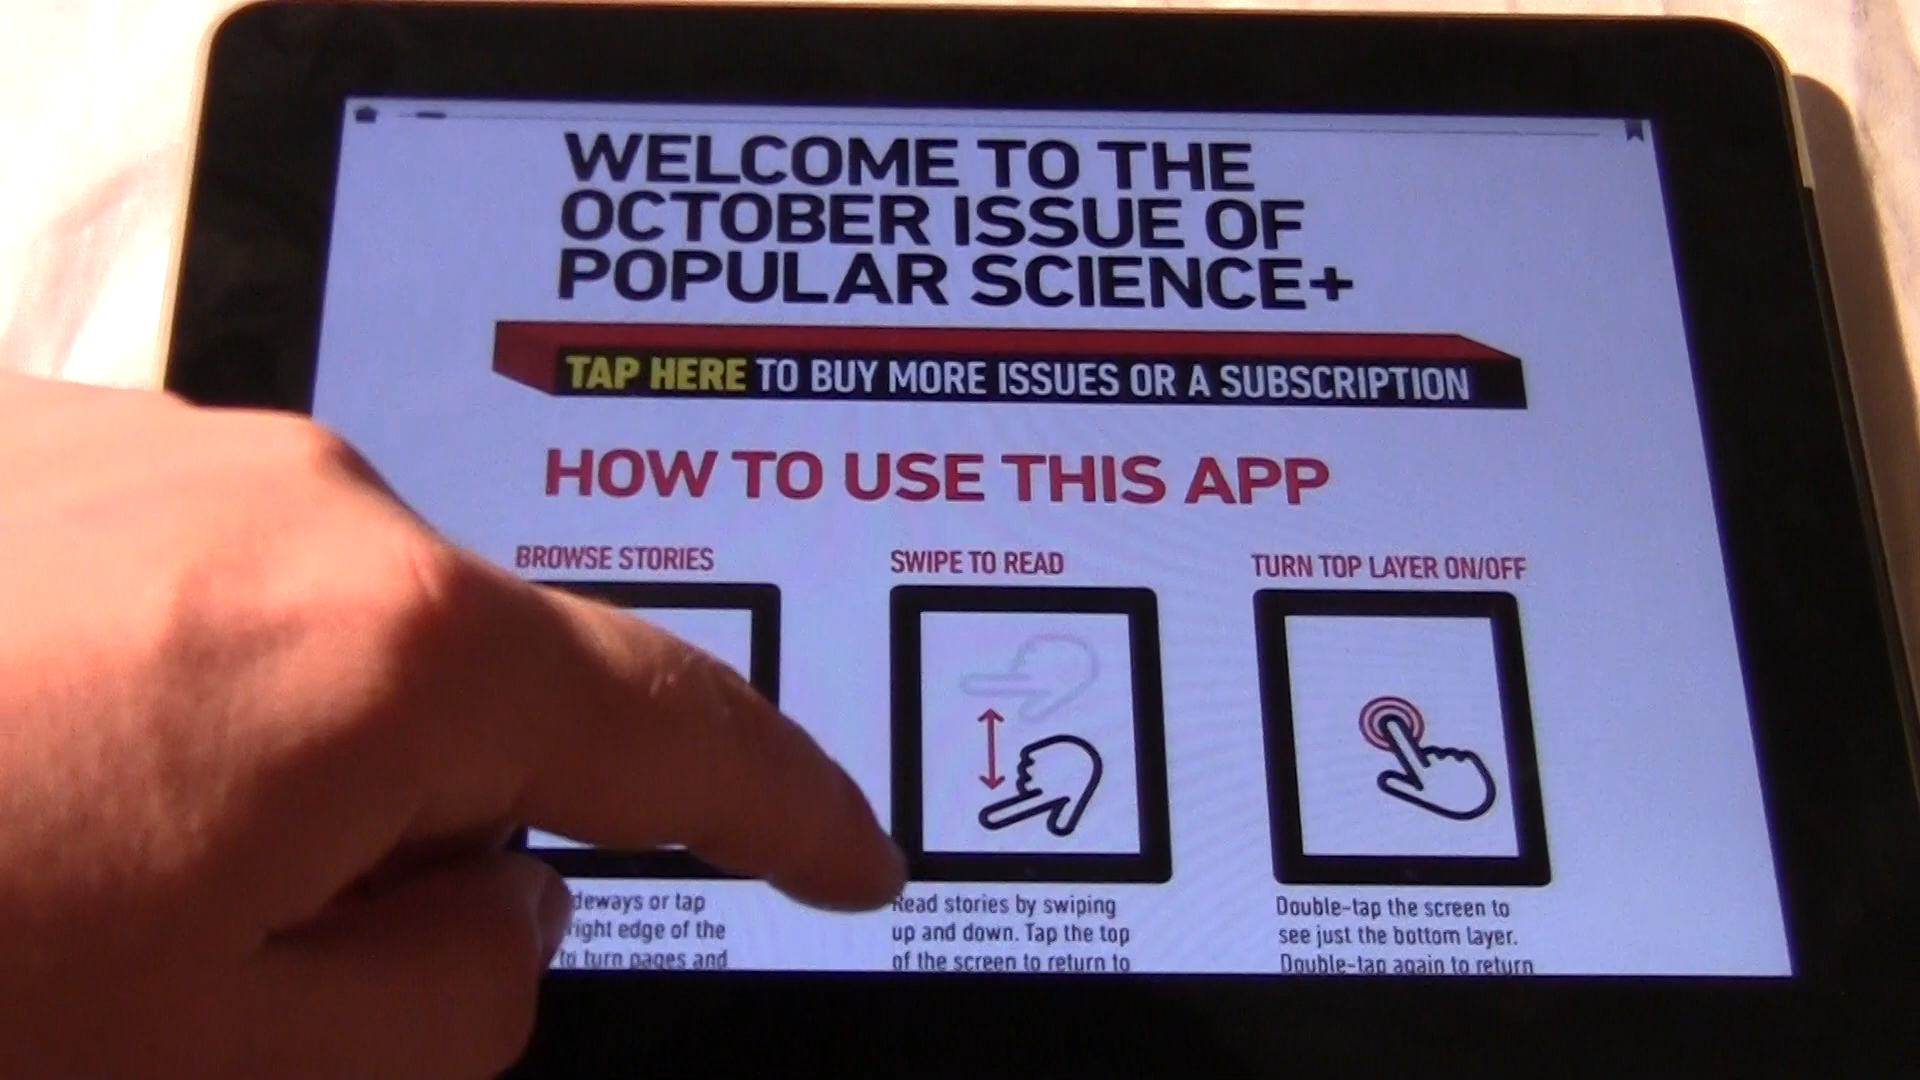 WELCOME TO THE
OCTOBER ISSUE OF
POPULAR SCIENCE+
TAP HERE TO BUY MORE ISSUES OR A SUBSCRIPTION
HOW TO USE THIS APP
BROWSE STORIES
deways or tap
right edge of the
to turn pages and
SWIPE TO READ
Read stories by swiping
up and down. Tap the top
of the screen to return to
TURN TOP LAYER ON/OFF
Double-tap the screen to
see just the bottom layer.
Double-tap again to return